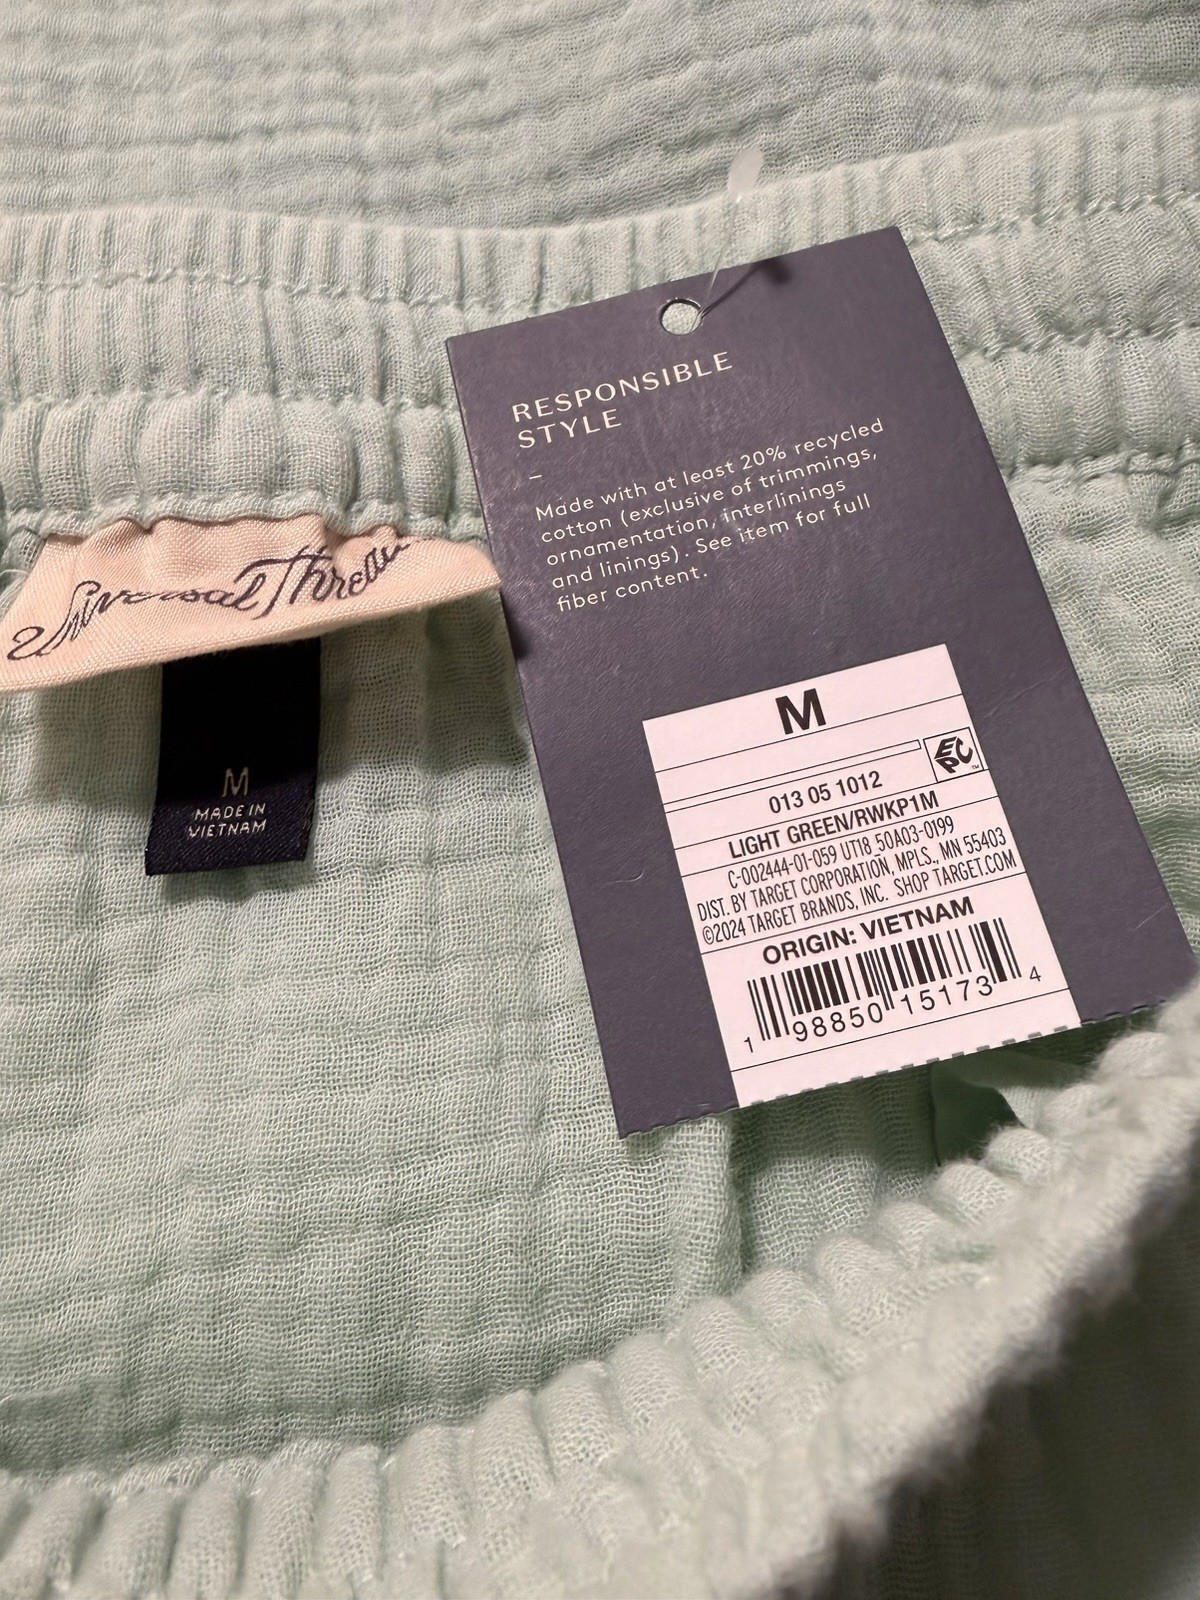 RESPONSIBLE
STYLE
–
Made with at least 20% recycled
cotton (exclusive of trimmings,
ornamentation, interlinings
and linings). See item for full
fiber content.
Universal Thread
M
MADE IN
VIETNAM
M
EPC™
013 05 1012
LIGHT GREEN/RWKP1M
C-002444-01-059 UT18 50A03-0199
DIST. BY TARGET CORPORATION, MPLS., MN 55403
©2024 TARGET BRANDS, INC. SHOP TARGET.COM
ORIGIN: VIETNAM
1 98850 15173 4